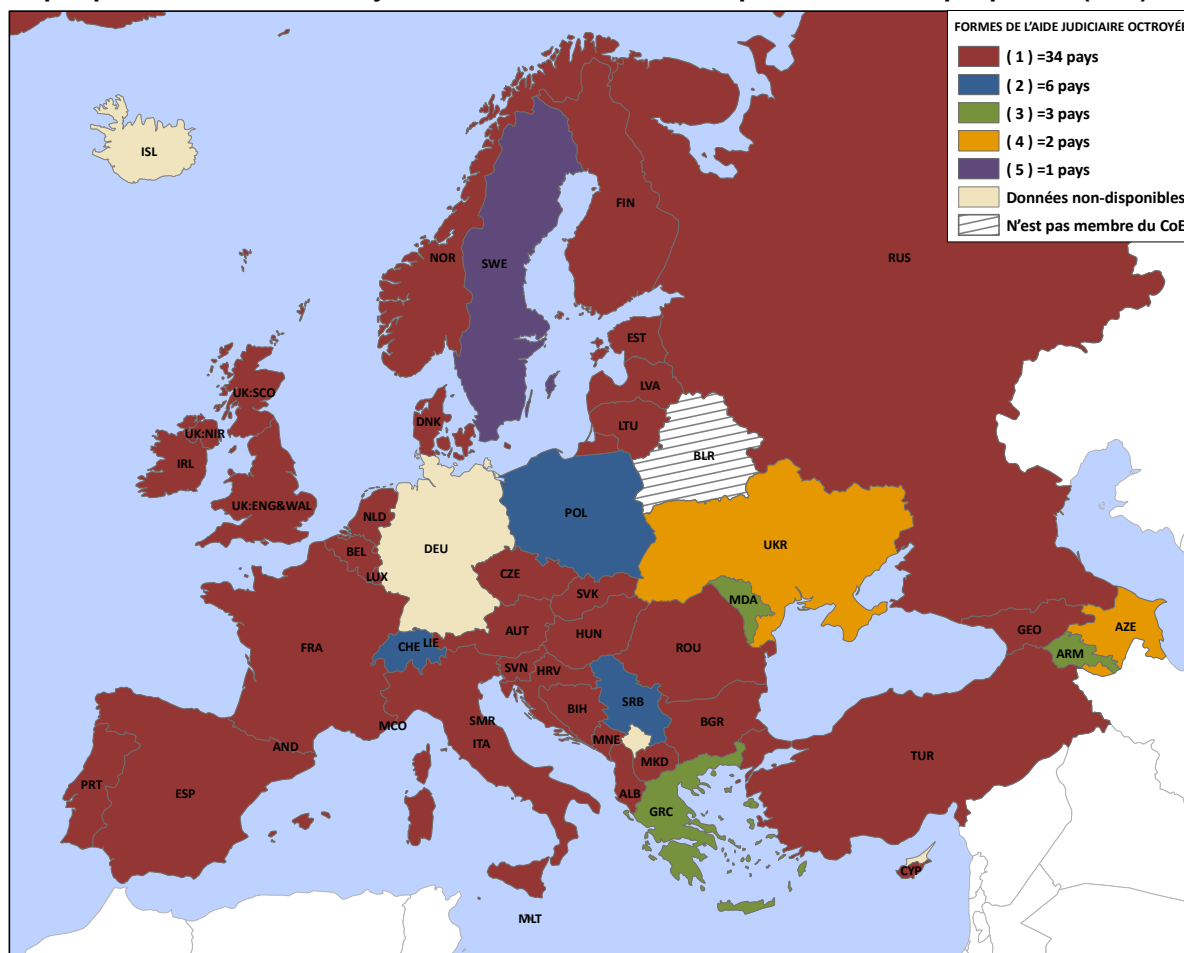 FORMES DE L'AIDE JUDICIAIRE OCTROYÉE
( 1 ) =34 pays
( 2 ) =6 pays
( 3 ) =3 pays
( 4 ) =2 pays
( 5 ) =1 pays
Données non-disponibles
N'est pas membre du CoE
ISL
FIN
RUS
NOR
SWE
EST
LVA
UK:SCO
DNK
LTU
UK:NIR
BLR
IRL
UK:ENG&WAL
NLD
POL
DEU
UKR
BEL
CZE
LUX
SVK
MDA
AUT
HUN
GEO
AZE
CHE
LIE
FRA
ROU
ARM
SVN
HRV
SRB
BIH
SMR
BGR
MCO
MNE
ITA
AND
MKD
TUR
PRT
ESP
ALB
GRC
CYP
MLT